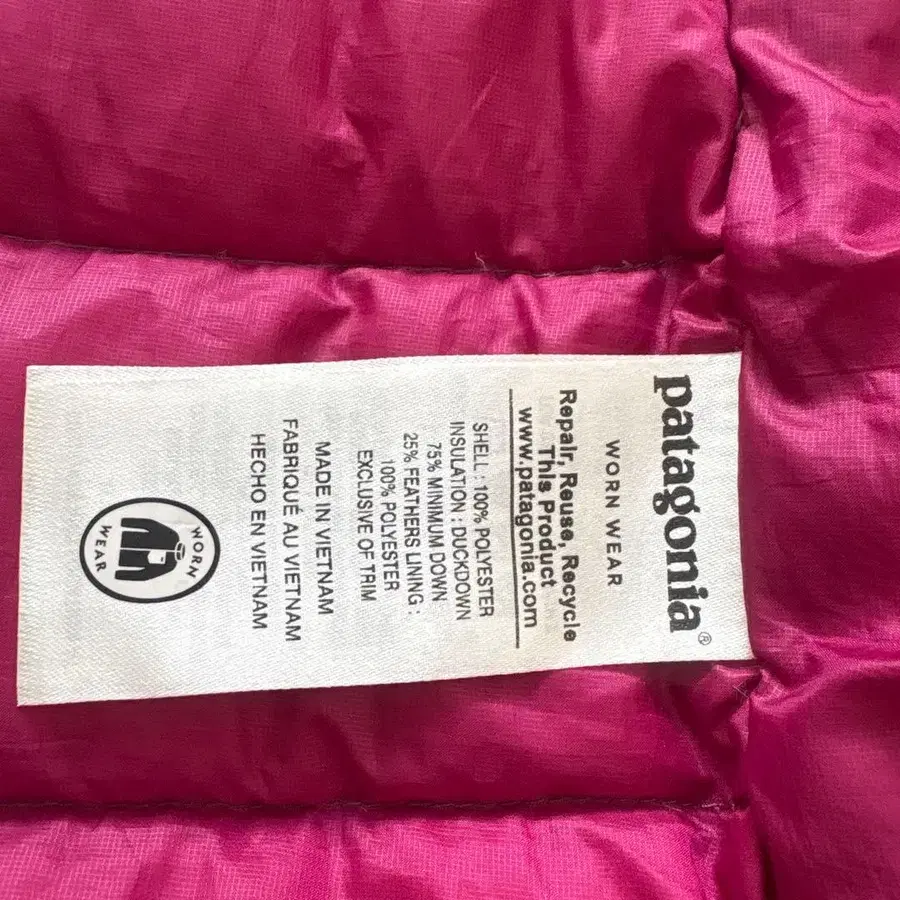 patagonia®
WORN WEAR
Repair, Reuse, Recycle
This Product
www.patagonia.com
SHELL : 100% POLYESTER
INSULATION : DUCKDOWN
75% MINIMUM DOWN
25% FEATHERS LINING :
100% POLYESTER
EXCLUSIVE OF TRIM
MADE IN VIETNAM
FABRIQUÉ AU VIETNAM
HECHO EN VIETNAM
WORN
WEAR